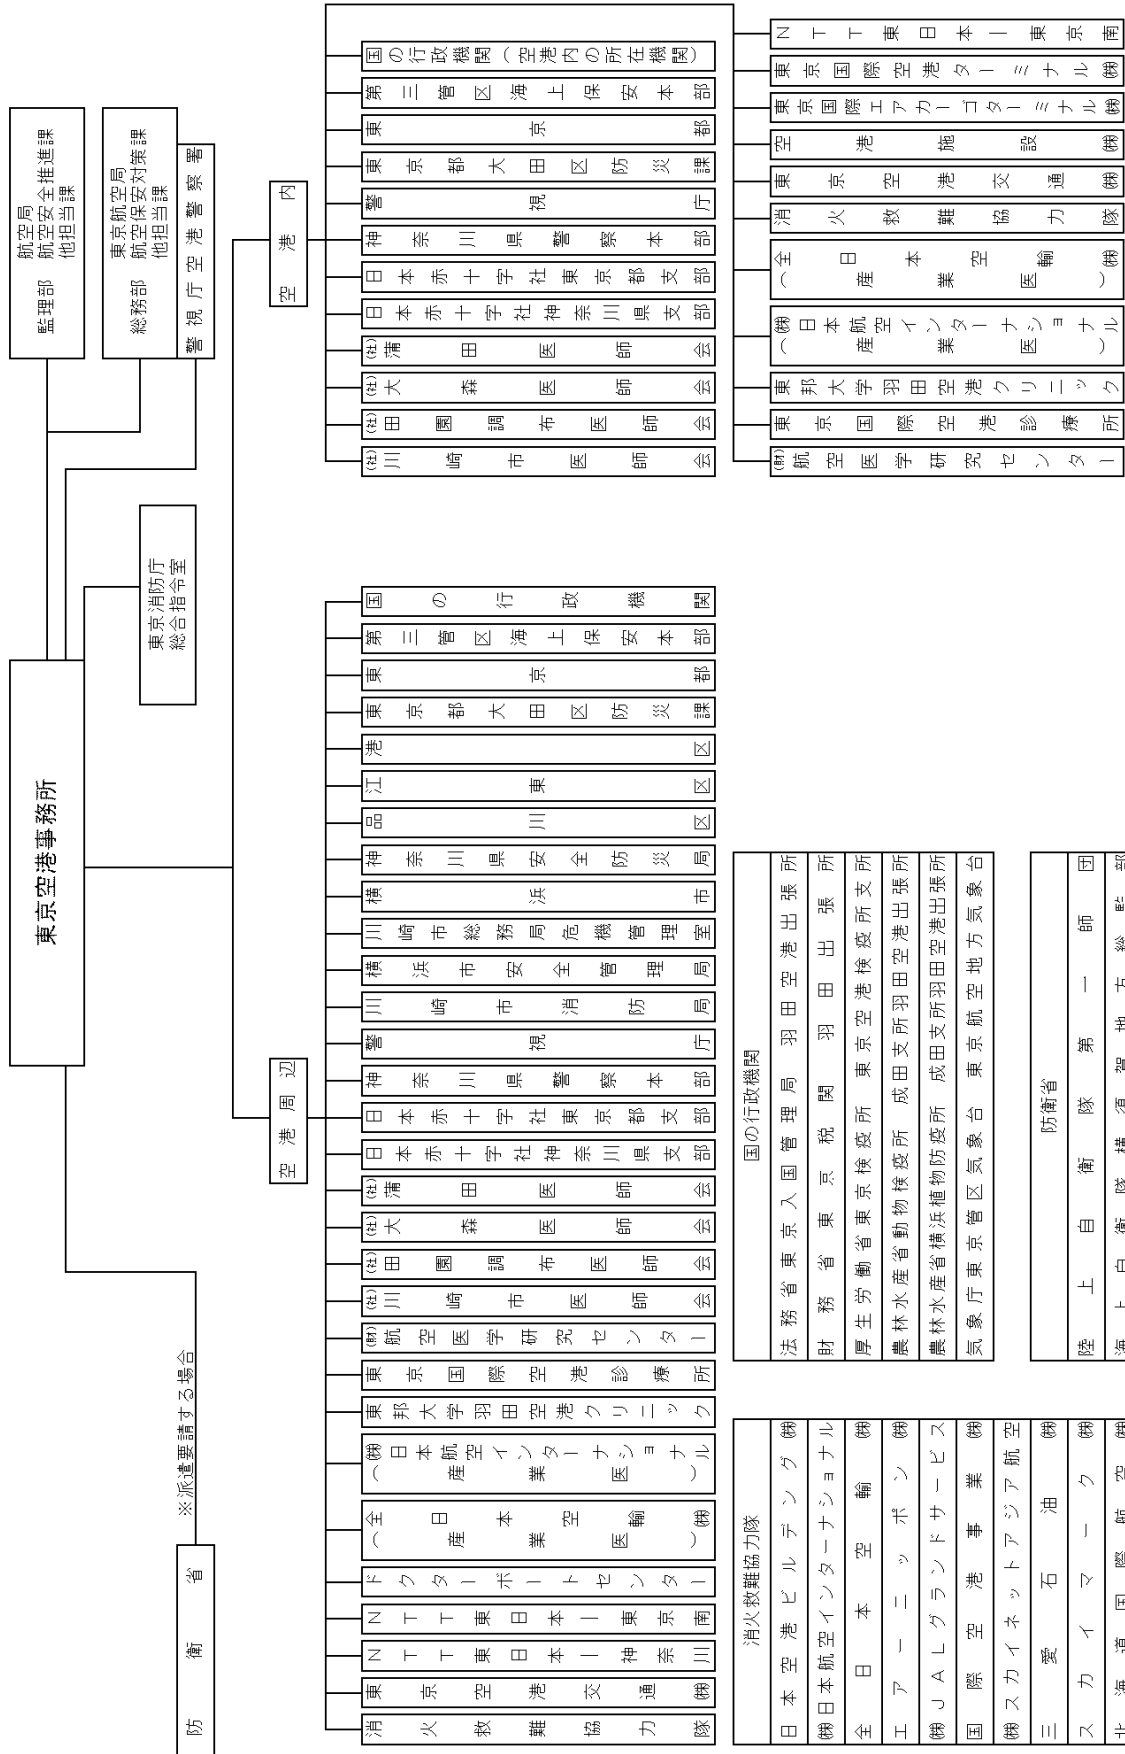 航空局
監理部 航空安全推進課
他担当課
東京航空局
総務部 航空保安対策課
他担当課
警視庁空港警察署
東京消防庁
総合指令室
東京空港事務所
※派遣要請する場合
防衛省
空港内
国の行政機関(空港内の所在機関)
第三管区海上保安本部
東京都
東京都大田区防災課
警視庁
神奈川県警察本部
日本赤十字社東京都支部
日本赤十字社神奈川県支部
(社)蒲田医師会
(社)大森医師会
(社)田園調布医師会
(社)川崎市医師会
NTT東日本ー東京南
東京国際空港ターミナル㈱
東京国際エアカーゴターミナル㈱
空港施設㈱
東京空港交通㈱
消火救難協力隊
全日本空輸㈱
(産業医)
㈱日本航空インターナショナル
(産業医)
東邦大学羽田空港クリニック
東京国際空港診療所
(財)航空医学研究センター
空港周辺
国の行政機関
第三管区海上保安本部
東京都
東京都大田区防災課
港区
江東区
品川区
神奈川県安全防災局
横浜市
川崎市総務局危機管理室
横浜市安全管理局
川崎市消防局
警視庁
神奈川県警察本部
日本赤十字社東京都支部
日本赤十字社神奈川県支部
(社)蒲田医師会
(社)大森医師会
(社)田園調布医師会
(社)川崎市医師会
(財)航空医学研究センター
東京国際空港診療所
東邦大学羽田空港クリニック
㈱日本航空インターナショナル
(産業医)
全日本空輸㈱
(産業医)
ドクターボートセンター
NTT東日本ー東京南
NTT東日本ー神奈川
東京空港交通㈱
消火救難協力隊
国の行政機関
法務省東京入国管理局 羽田空港出張所
財務省東京税関 羽田出張所
厚生労働省東京検疫所 東京空港検疫所支所
農林水産省動物検疫所 成田支所羽田空港出張所
農林水産省横浜植物防疫所 成田支所羽田空港出張所
気象庁東京管区気象台 東京航空地方気象台
防衛省
陸上自衛隊第一師団
海上自衛隊横須賀地方総監部
消火救難協力隊
日本空港ビルデング㈱
㈱日本航空インターナショナル
全日本空輸㈱
エアーニッポン㈱
㈱JALグランドサービス
国際空港事業㈱
㈱スカイネットアジア航空
三愛石油㈱
スカイマーク㈱
北海道国際航空㈱